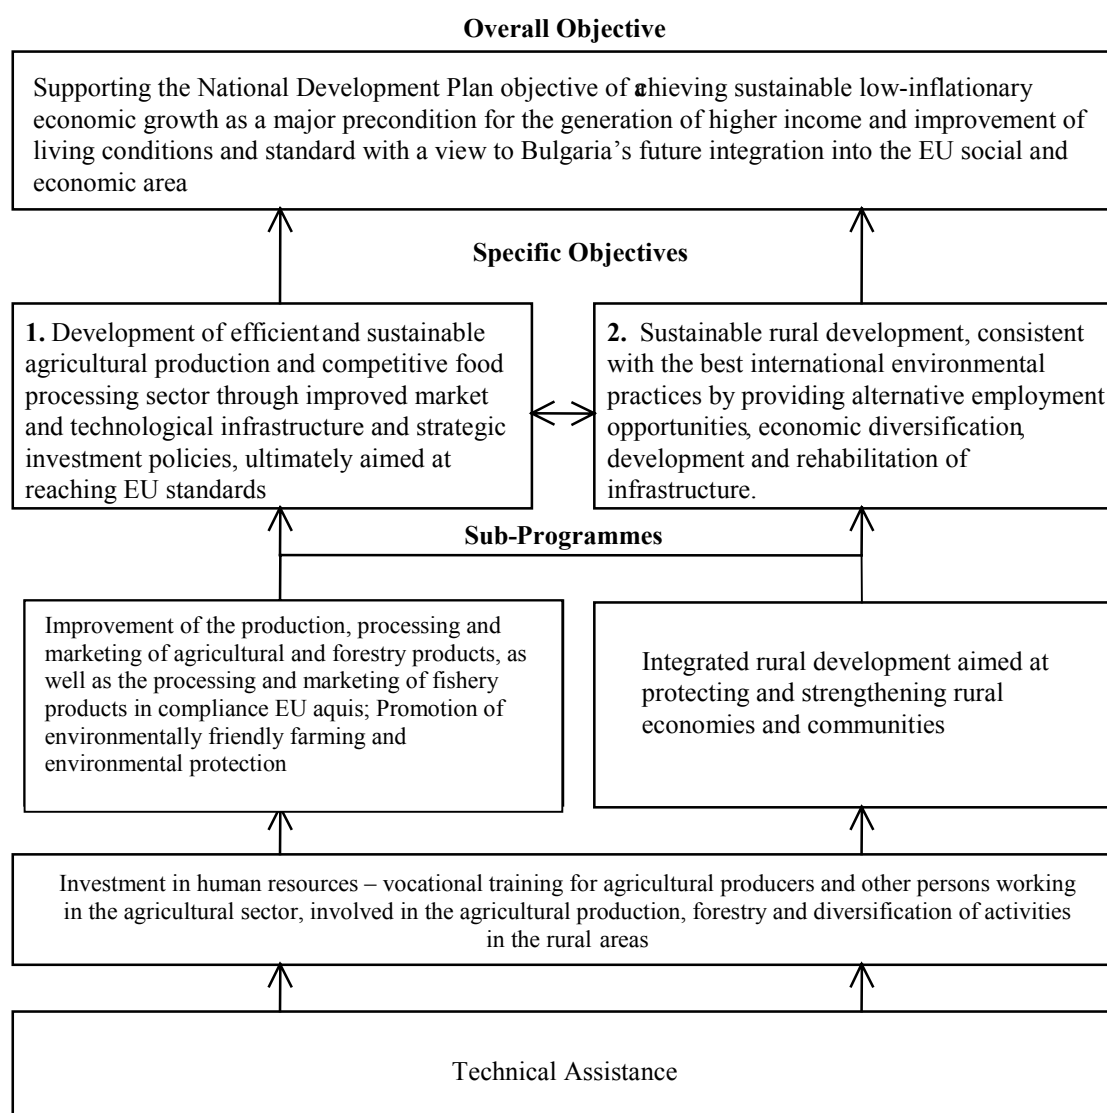 Overall Objective
Supporting the National Development Plan objective of achieving sustainable low-inflationary
economic growth as a major precondition for the generation of higher income and improvement of
living conditions and standard with a view to Bulgaria's future integration into the EU social and
economic area
Specific Objectives
1. Development of efficient and sustainable
agricultural production and competitive food
processing sector through improved market
and technological infrastructure and strategic
investment policies, ultimately aimed at
reaching EU standards
2. Sustainable rural development, consistent
with the best international environmental
practices by providing alternative employment
opportunities, economic diversification,
development and rehabilitation of
infrastructure.
Sub-Programmes
Improvement of the production, processing and
marketing of agricultural and forestry products, as
well as the processing and marketing of fishery
products in compliance EU aquis; Promotion of
environmentally friendly farming and
environmental protection
Integrated rural development aimed at
protecting and strengthening rural
economies and communities
Investment in human resources – vocational training for agricultural producers and other persons working
in the agricultural sector, involved in the agricultural production, forestry and diversification of activities
in the rural areas
Technical Assistance